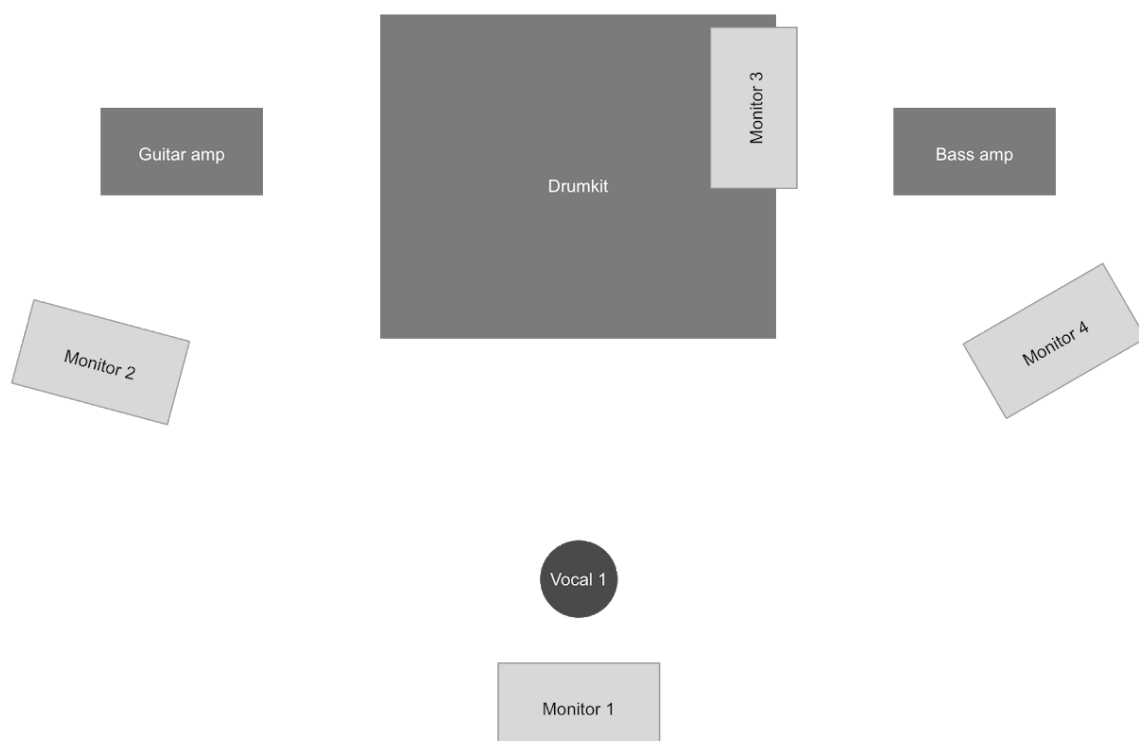 Monitor 3
Guitar amp
Bass amp
Drumkit
Monitor 2
Monitor 4
Vocal 1
Monitor 1